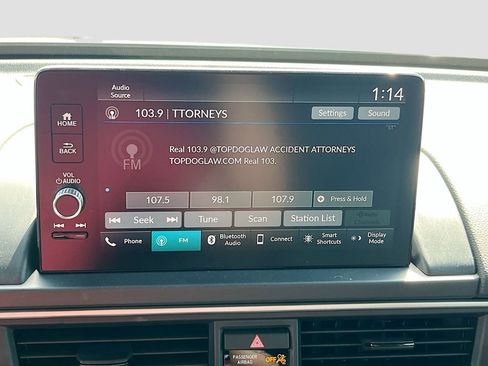 Audio
Source
1:14
103.9 | TTORNEYS
Settings
Sound
HOME
BACK
VOL
AUDIO
FM
Real 103.9 @TOPDOGLAW ACCIDENT ATTORNEYS
TOPDOGLAW.COM Real 103.
107.5
98.1
107.9
Press & Hold
Seek
Tune
Scan
Station List
Phone
FM
Bluetooth
Audio
Connect
Smart
Shortcuts
Display
Mode
PASSENGER
AIRBAG
OFF